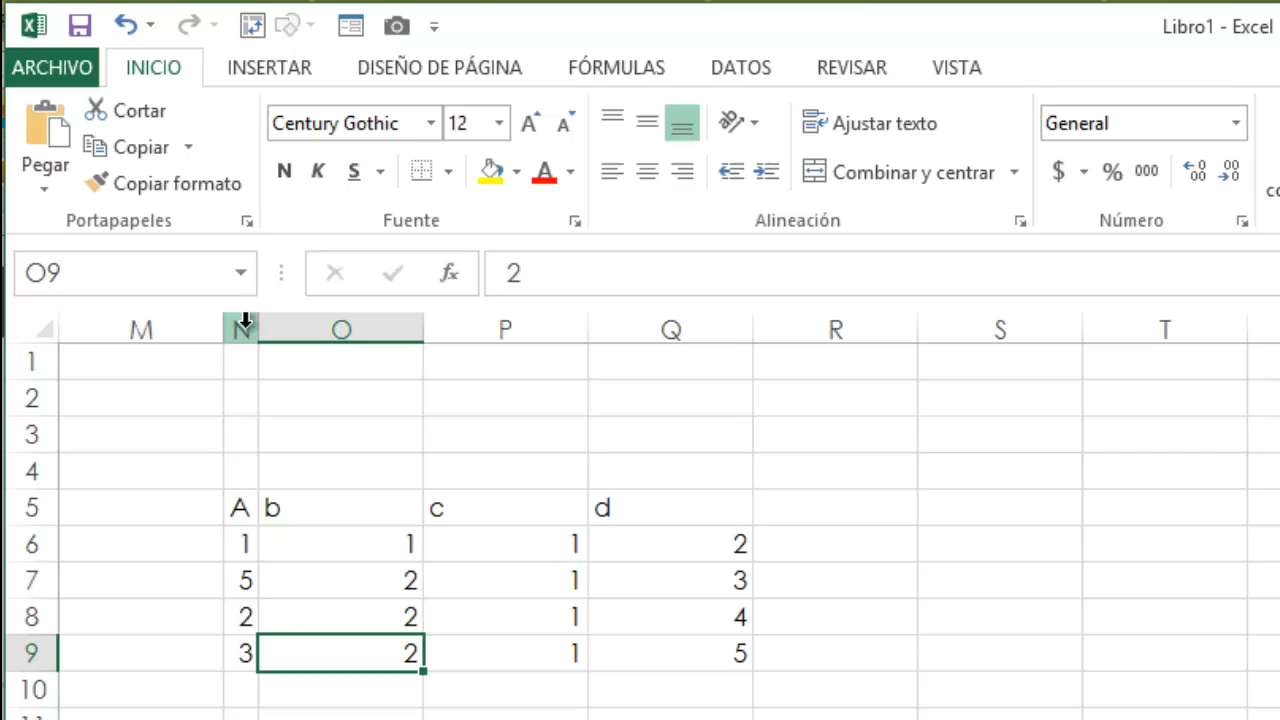 Libro1 - Excel
ARCHIVO INICIO INSERTAR DISEÑO DE PÁGINA FÓRMULAS DATOS REVISAR VISTA
Cortar
Copiar
Copiar formato
Pegar
Portapapeles
Century Gothic 12
A A
N K S A
Fuente
Ajustar texto
Combinar y centrar
Alineación
General
$ % 000 ,00 00
Número
O9 fx 2
M N O P Q R S T
1
2
3
4
5 A b c d
6 1 1 1 2
7 5 2 1 3
8 2 2 1 4
9 3 2 1 5
10